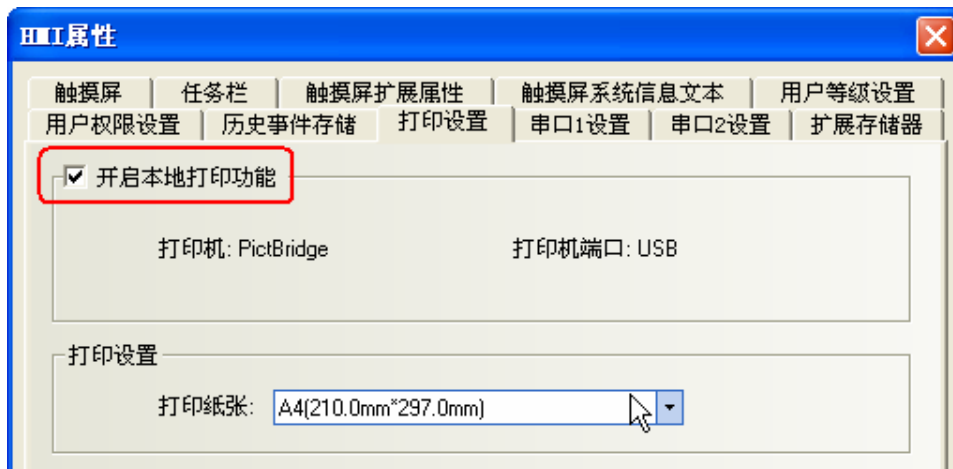 HMI属性
触摸屏 任务栏 触摸屏扩展属性 触摸屏系统信息文本 用户等级设置
用户权限设置 历史事件存储 打印设置 串口1设置 串口2设置 扩展存储器
开启本地打印功能
打印机: PictBridge 打印机端口: USB
打印设置
打印纸张: A4(210.0mm*297.0mm)